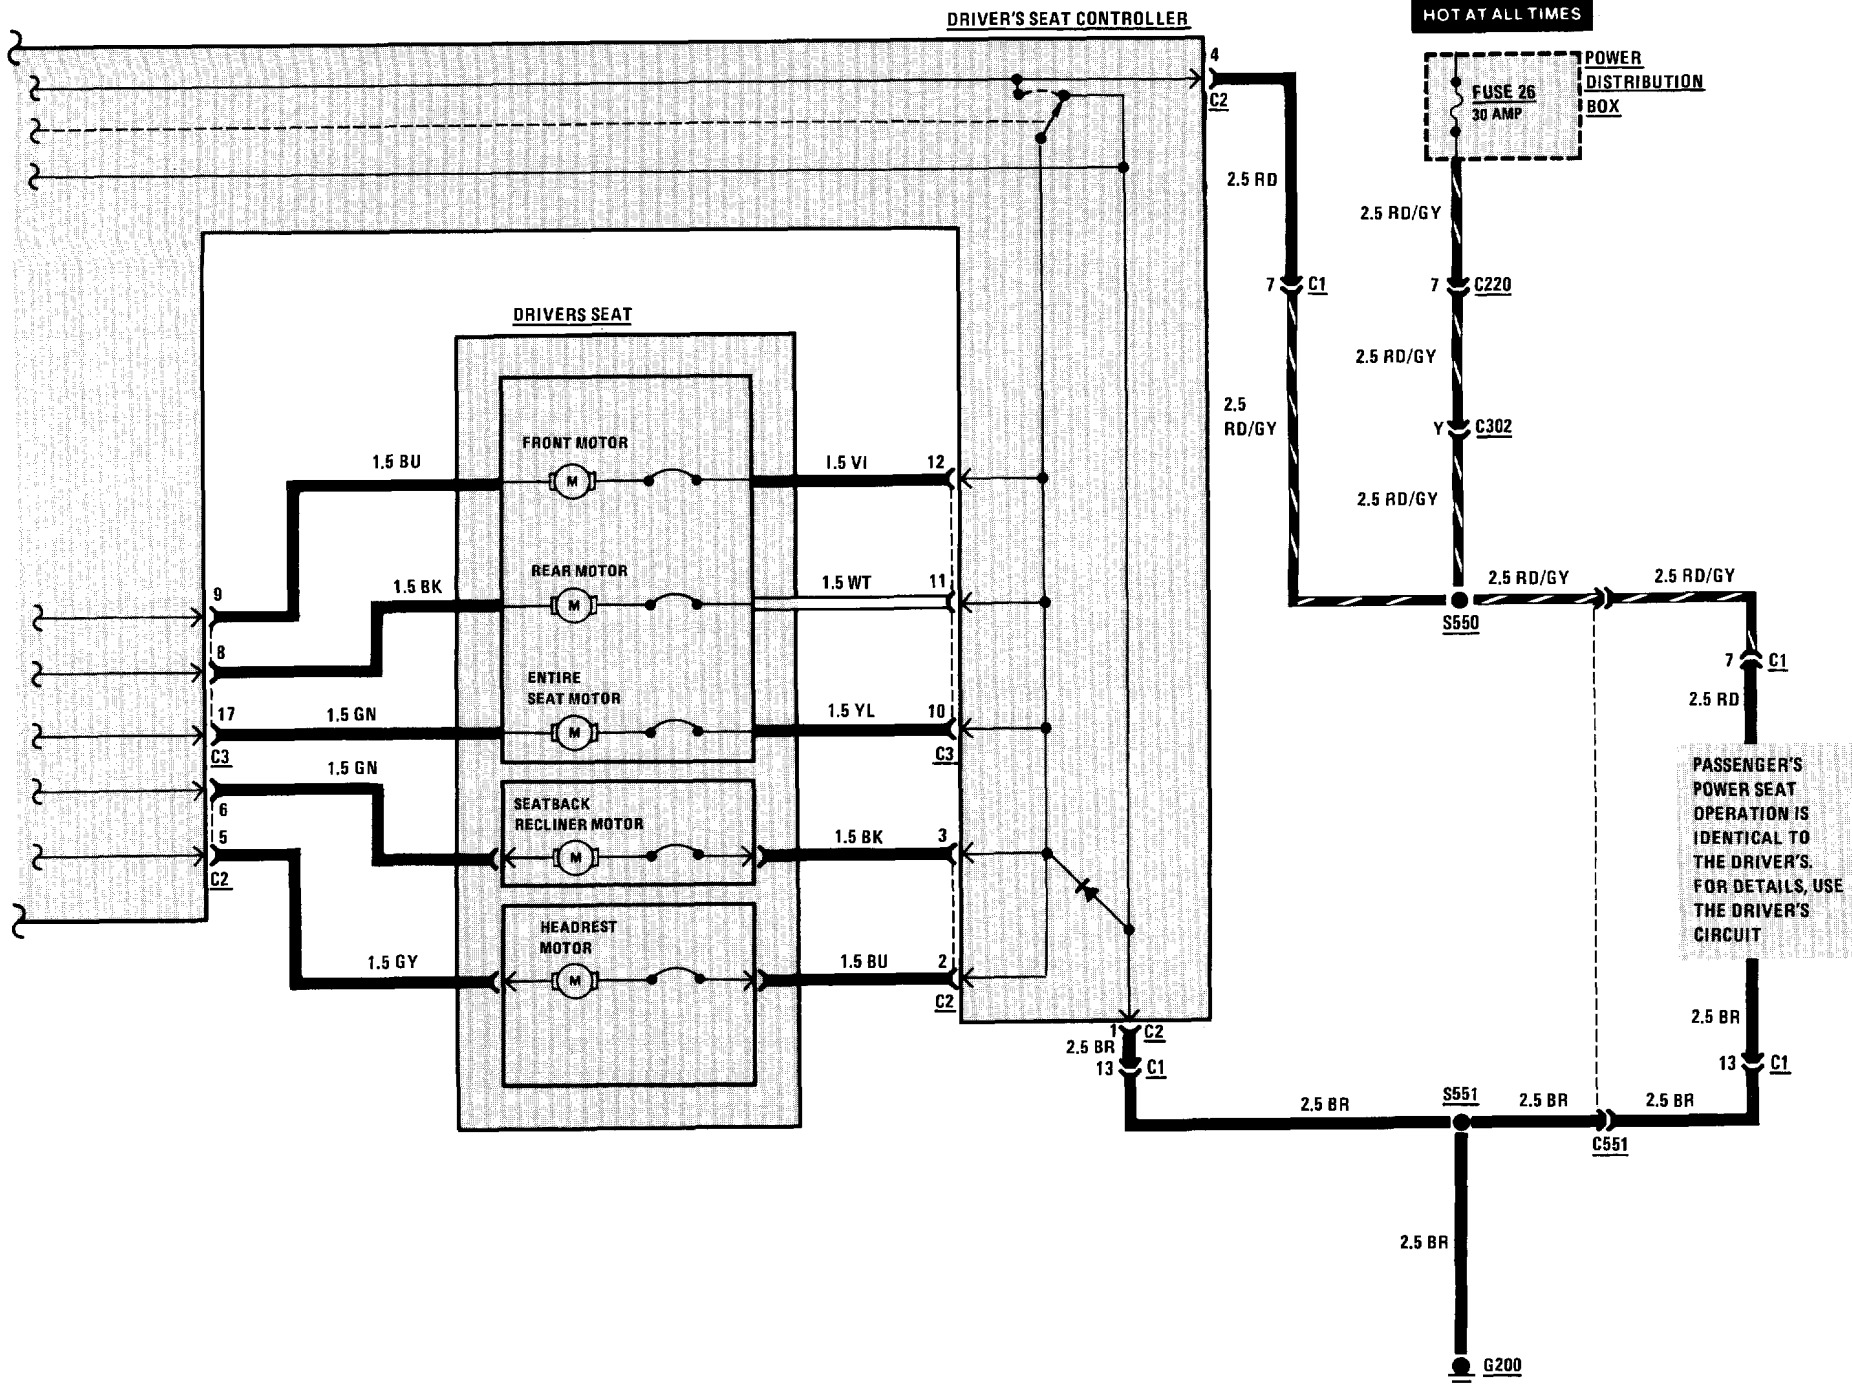 DRIVER'S SEAT CONTROLLER
HOT AT ALL TIMES
4
C2
POWER
DISTRIBUTION
BOX
FUSE 26
30 AMP
2.5 RD
2.5 RD/GY
7 C1
7 C220
DRIVERS SEAT
2.5 RD/GY
2.5
RD/GY
Y C302
FRONT MOTOR
1.5 BU
M
1.5 VI
12
2.5 RD/GY
REAR MOTOR
1.5 BK
M
1.5 WT
11
2.5 RD/GY
2.5 RD/GY
S550
9
8
ENTIRE
SEAT MOTOR
17
1.5 GN
M
1.5 YL
10
C3
C3
7 C1
2.5 RD
1.5 GN
6
5
C2
SEATBACK
RECLINER MOTOR
M
1.5 BK
3
PASSENGER'S
POWER SEAT
OPERATION IS
IDENTICAL TO
THE DRIVER'S.
FOR DETAILS, USE
THE DRIVER'S
CIRCUIT
HEADREST
MOTOR
1.5 GY
M
1.5 BU
2
C2
1 C2
2.5 BR
13 C1
2.5 BR
13 C1
2.5 BR
S551
2.5 BR
2.5 BR
C551
2.5 BR
G200